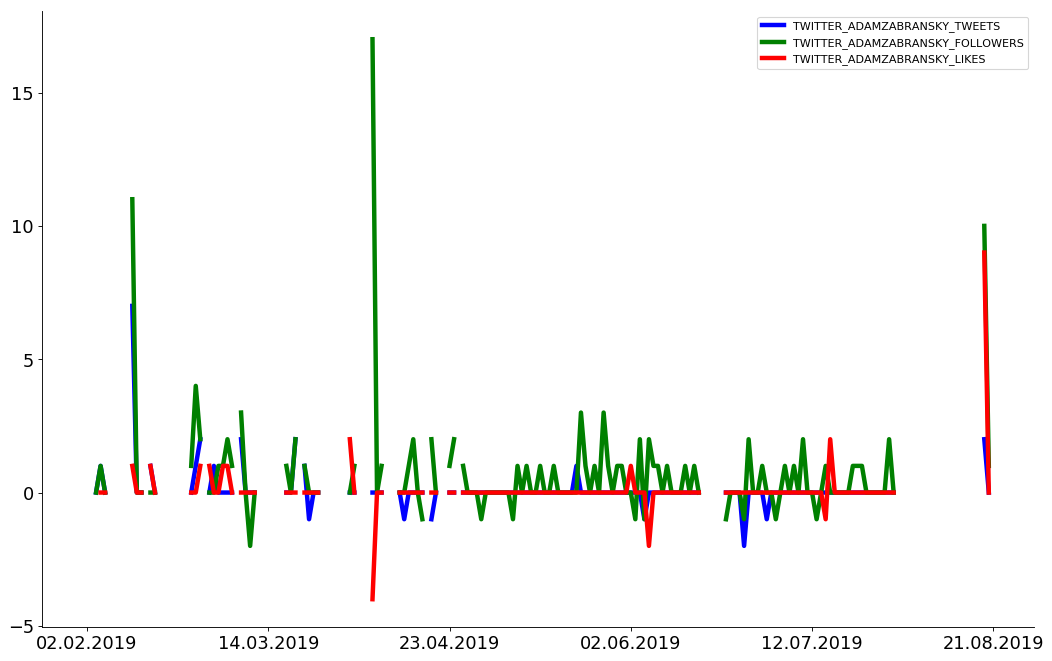 TWITTER_ADAMZABRANSKY_TWEETS
TWITTER_ADAMZABRANSKY_FOLLOWERS
TWITTER_ADAMZABRANSKY_LIKES
15
10
5
0
−5
02.02.2019 14.03.2019 23.04.2019 02.06.2019 12.07.2019 21.08.2019